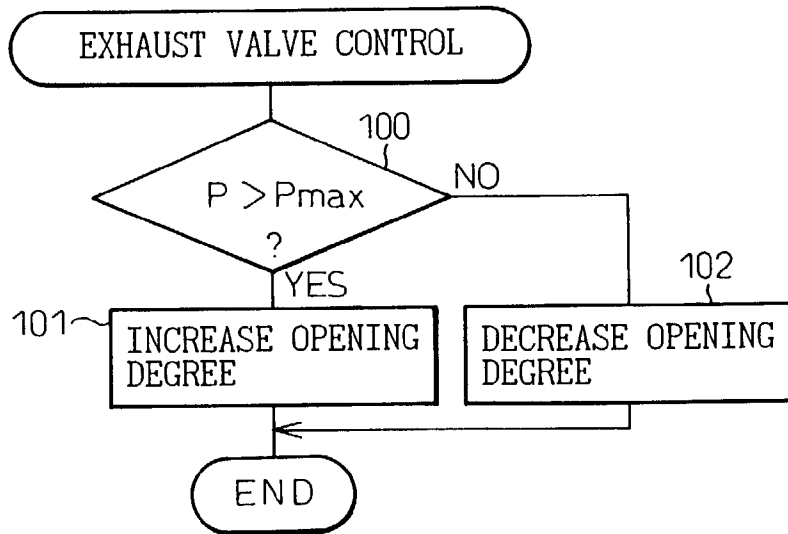 EXHAUST VALVE CONTROL
100
P > Pmax
?
NO
YES
101
INCREASE OPENING
DEGREE
102
DECREASE OPENING
DEGREE
END